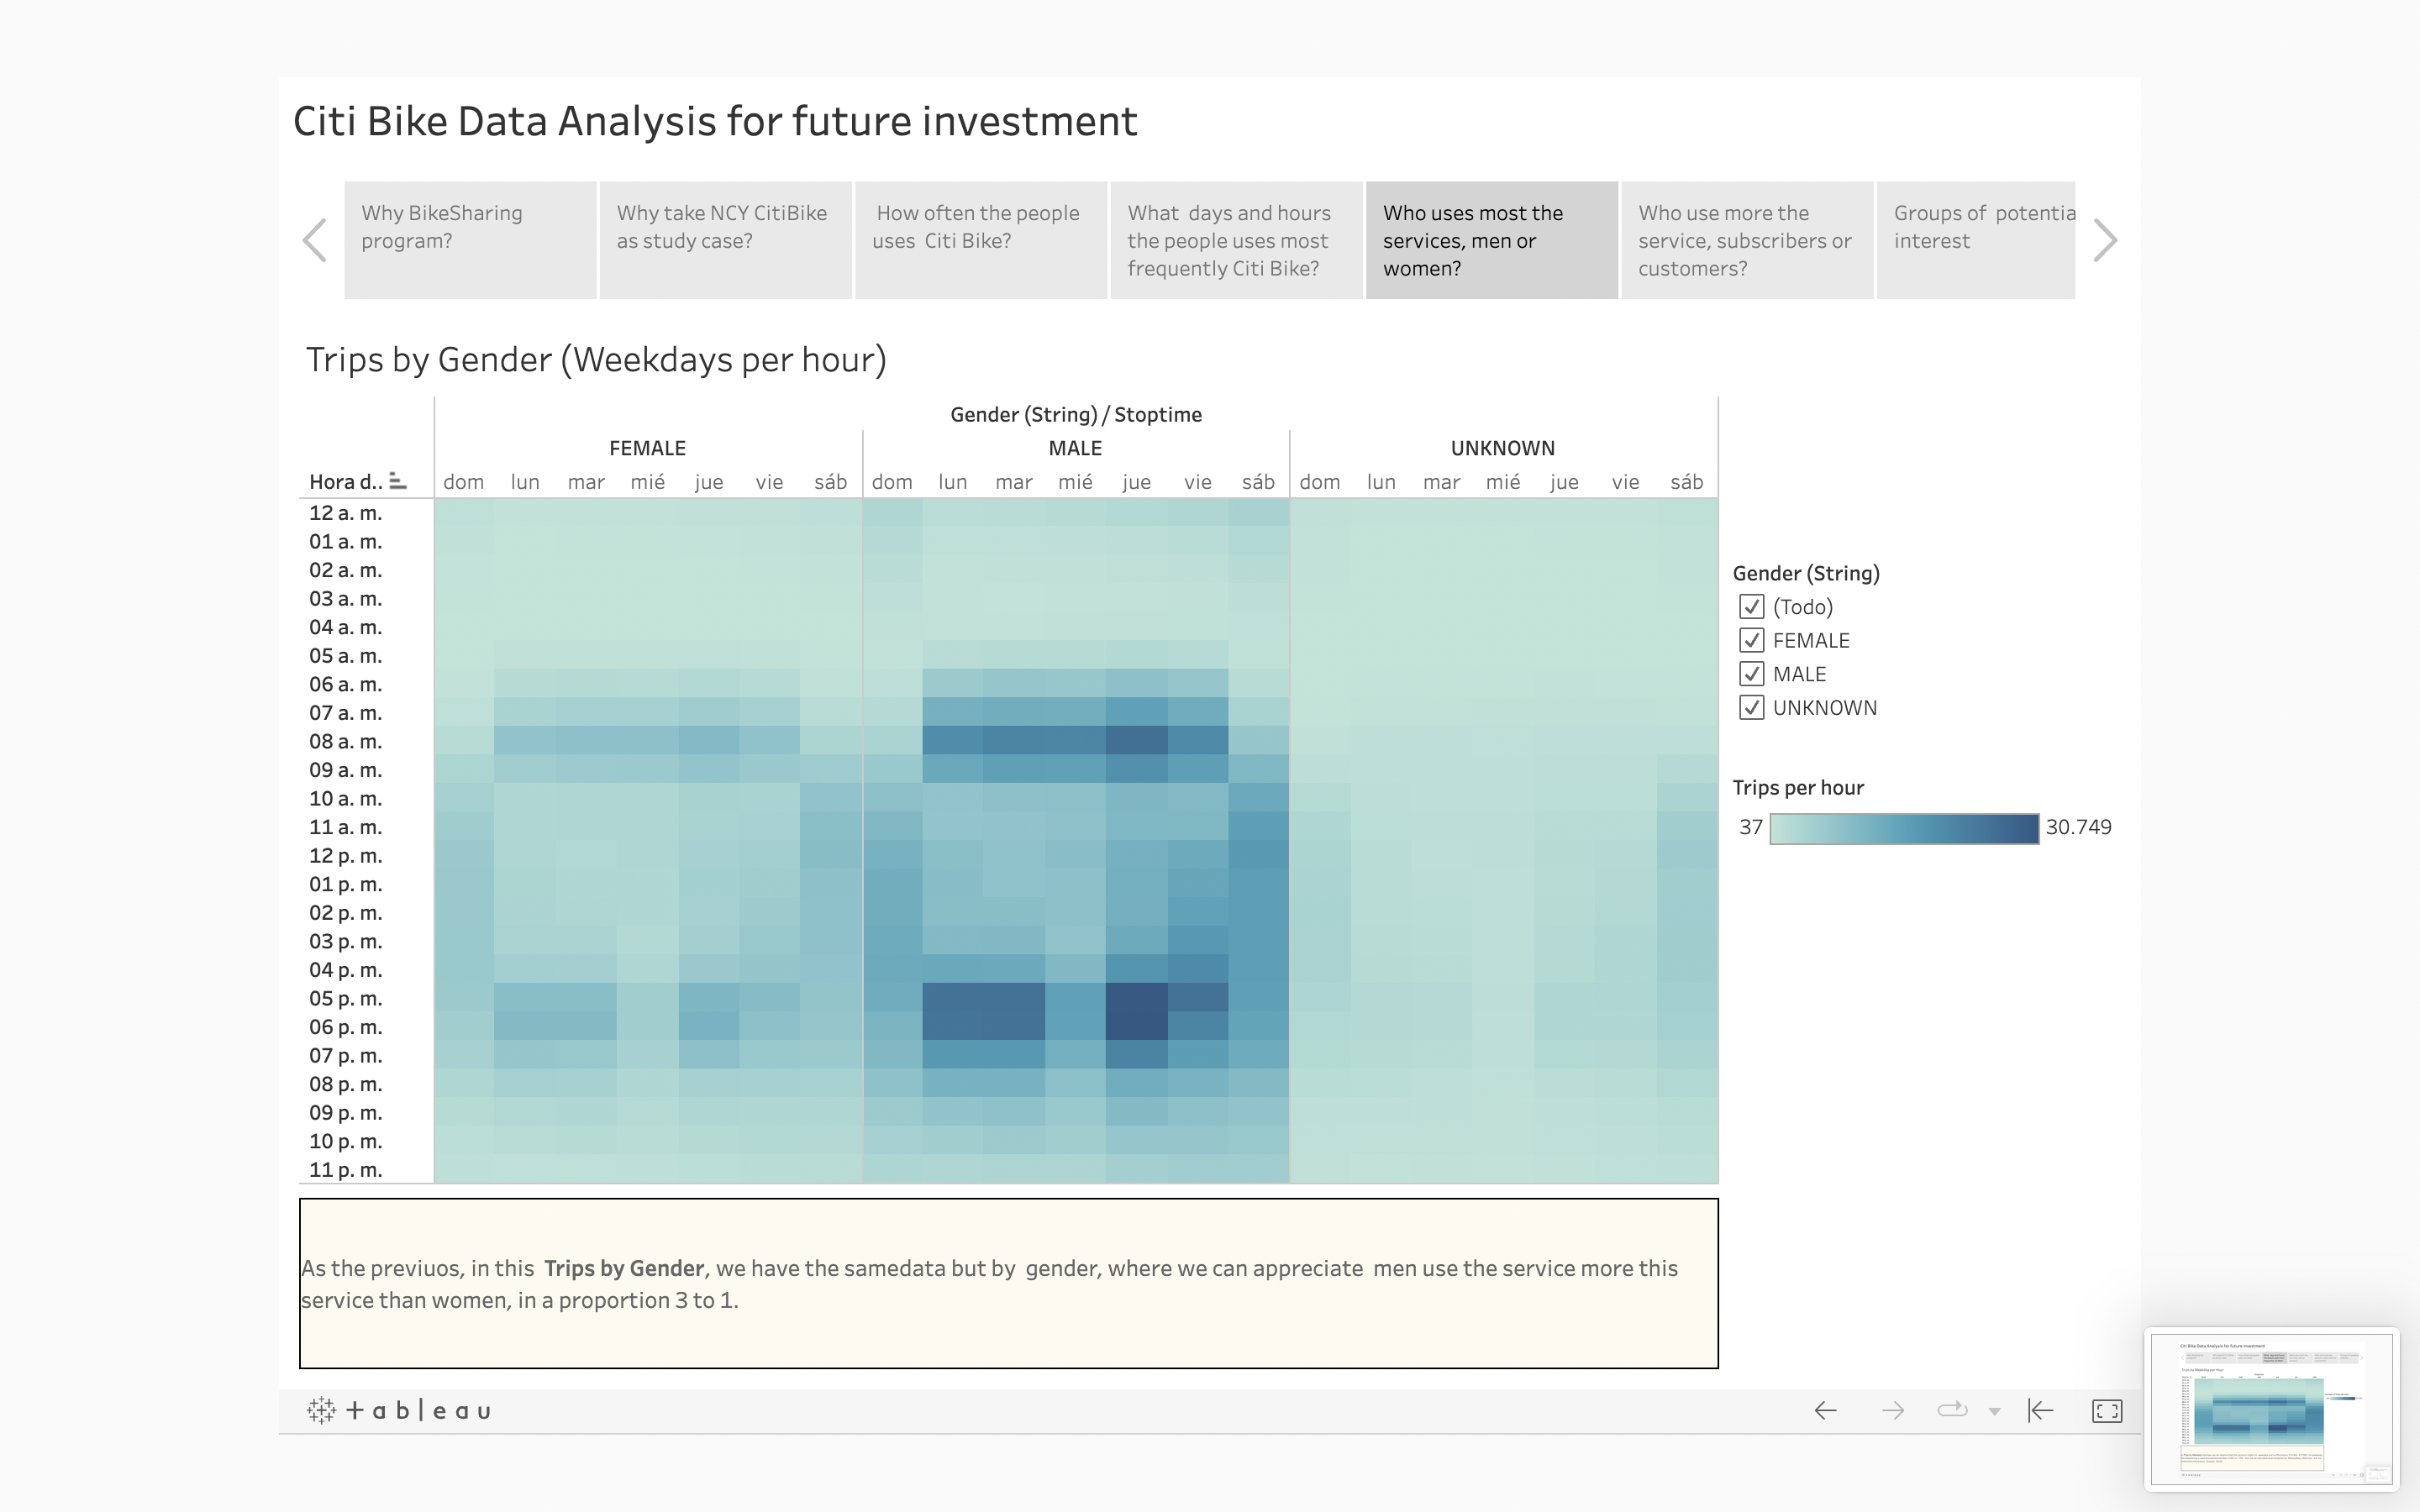 Citi Bike Data Analysis for future investment
Why BikeSharing
program?
Why take NCY CitiBike
as study case?
How often the people
uses Citi Bike?
What days and hours
the people uses most
frequently Citi Bike?
Who uses most the
services, men or
women?
Who use more the
service, subscribers or
customers?
Groups of potentia
interest
Trips by Gender (Weekdays per hour)
Gender (String) / Stoptime
FEMALE MALE UNKNOWN
Hora d.. dom lun mar mié jue vie sáb dom lun mar mié jue vie sáb dom lun mar mié jue vie sáb
12 a. m.
01 a. m.
02 a. m.
03 a. m.
04 a. m.
05 a. m.
06 a. m.
07 a. m.
08 a. m.
09 a. m.
10 a. m.
11 a. m.
12 p. m.
01 p. m.
02 p. m.
03 p. m.
04 p. m.
05 p. m.
06 p. m.
07 p. m.
08 p. m.
09 p. m.
10 p. m.
11 p. m.
Gender (String)
(Todo)
FEMALE
MALE
UNKNOWN
Trips per hour
37 30.749
As the previuos, in this Trips by Gender, we have the samedata but by gender, where we can appreciate men use the service more this
service than women, in a proportion 3 to 1.
+ a b l e a u
Citi Bike Data Analysis for future investment